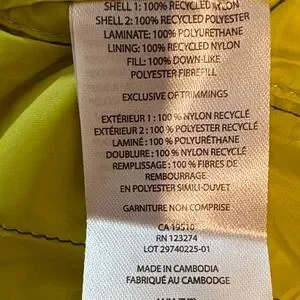 SHELL 1: 100% RECYCLED NYLON
SHELL 2: 100% RECYCLED POLYESTER
LAMINATE: 100% POLYURETHANE
LINING: 100% RECYCLED NYLON
FILL: 100% DOWN-LIKE
POLYESTER FIBREFILL
EXCLUSIVE OF TRIMMINGS
EXTÉRIEUR 1 : 100 % NYLON RECYCLÉ
EXTÉRIEUR 2 : 100 % POLYESTER RECYCLÉ
LAMINÉ : 100 % POLYURÉTHANE
DOUBLURE : 100 % NYLON RECYCLÉ
REMPLISSAGE : 100 % FIBRES DE
REMBOURRAGE
EN POLYESTER SIMILI-DUVET
GARNITURE NON COMPRISE
CA 19510
RN 123274
LOT 29740225-01
MADE IN CAMBODIA
FABRIQUÉ AU CAMBODGE